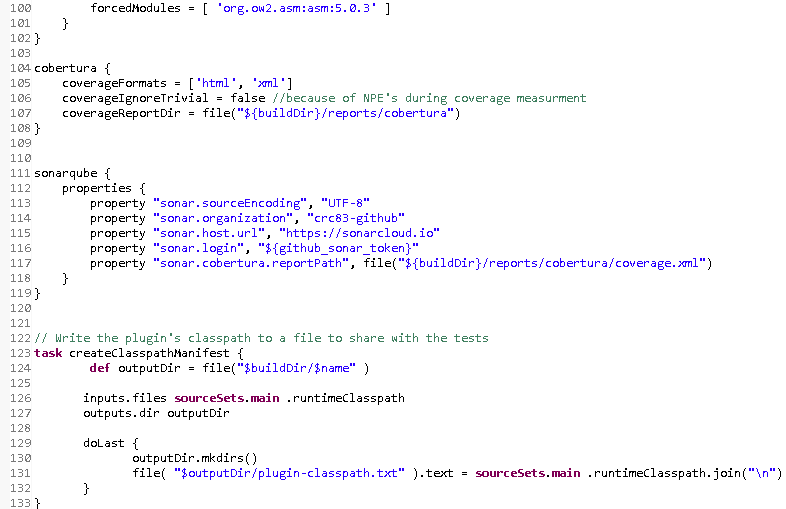 100         forcedModules = [ 'org.ow2.asm:asm:5.0.3' ]
101     }
102 }
103
104 cobertura {
105     coverageFormats = ['html', 'xml']
106     coverageIgnoreTrivial = false //because of NPE's during coverage measurment
107     coverageReportDir = file("${buildDir}/reports/cobertura")
108 }
109
110
111 sonarqube {
112     properties {
113         property "sonar.sourceEncoding", "UTF-8"
114         property "sonar.organization", "crc83-github"
115         property "sonar.host.url", "https://sonarcloud.io"
116         property "sonar.login", "${github_sonar_token}"
117         property "sonar.cobertura.reportPath", file("${buildDir}/reports/cobertura/coverage.xml")
118     }
119 }
120
121
122 // Write the plugin's classpath to a file to share with the tests
123 task createClasspathManifest {
124         def outputDir = file("$buildDir/$name" )
125
126        inputs.files sourceSets.main .runtimeClasspath
127        outputs.dir outputDir
128
129        doLast {
130               outputDir.mkdirs()
131               file( "$outputDir/plugin-classpath.txt" ).text = sourceSets.main .runtimeClasspath.join("\n")
132        }
133 }